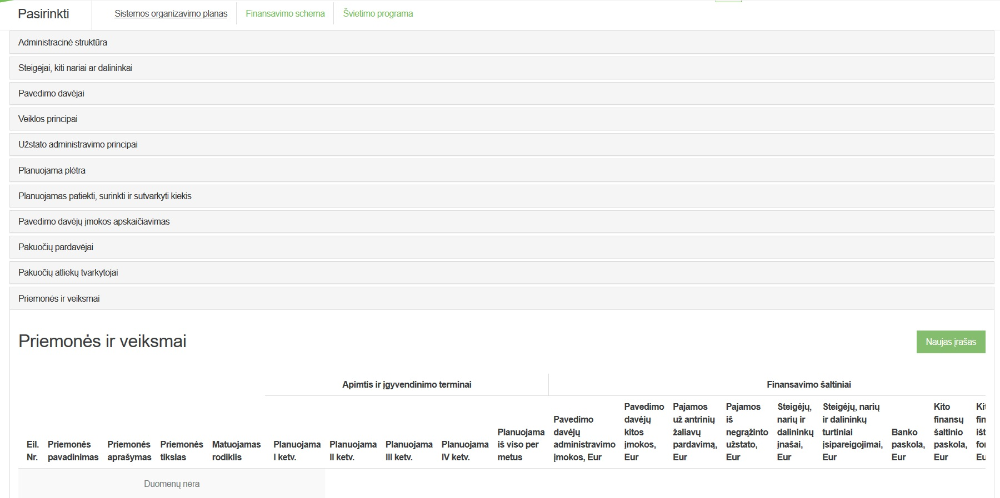 Pasirinkti
Sistemos organizavimo planas
Finansavimo schema
Švietimo programa
Administracinė struktūra
Steigėjai, kiti nariai ar dalininkai
Pavedimo davėjai
Veiklos principai
Užstato administravimo principai
Planuojama plėtra
Planuojamas patiekti, surinkti ir sutvarkyti kiekis
Pavedimo davėjų įmokos apskaičiavimas
Pakuočių pardavėjai
Pakuočių atliekų tvarkytojai
Priemonės ir veiksmai
Priemonės ir veiksmai
Naujas įrašas
Apimtis ir įgyvendinimo terminai
Finansavimo šaltiniai
Eil.
Nr.
Priemonės
pavadinimas
Priemonės
aprašymas
Priemonės
tikslas
Matuojamas
rodiklis
Planuojama
I ketv.
Planuojama
II ketv.
Planuojama
III ketv.
Planuojama
IV ketv.
Planuojama
iš viso per
metus
Pavedimo
davėjų
administravimo
įmokos, Eur
Pavedimo
davėjų
kitos
įmokos,
Eur
Pajamos
už antrinių
žaliavų
pardavimą,
Eur
Pajamos
iš
negrąžinto
užstato,
Eur
Steigėjų,
narių ir
dalininkų
įnašai,
Eur
Steigėjų, narių
ir dalininkų
turtiniai
įsipareigojimai,
Eur
Banko
paskola,
Eur
Kito
finansų
šaltinio
paskola,
Eur
Duomenų nėra